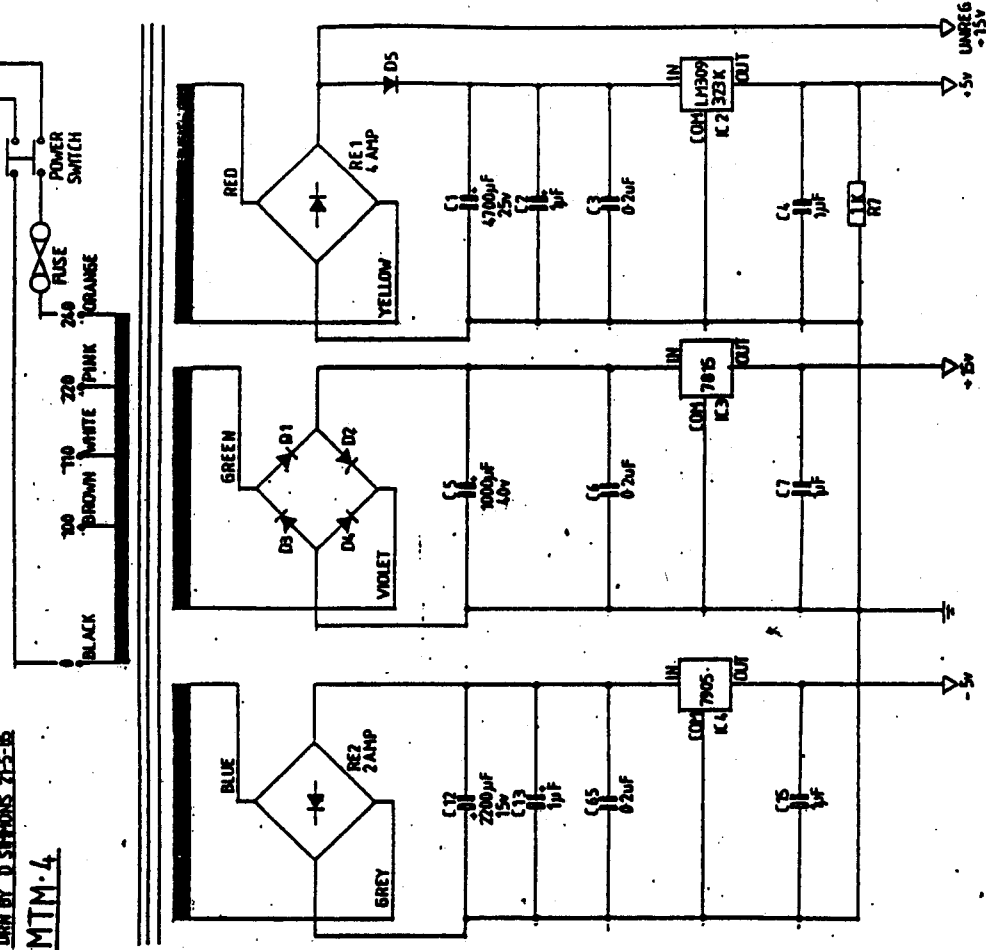 UNREG
+15v
D5
+5v
IN
LM309
323K
OUT
COM
IC2
POWER
SWITCH
RED
RE1
4 AMP
C1
4700µF
25v
C2
1µF
C3
0·2uF
C4
1µF
1K
R7
FUSE
YELLOW
240
ORANGE
220
PINK
110
WHITE
100
BROWN
BLACK
GREEN
D1
D2
D3
D4
VIOLET
C5
1000µF
40v
C6
0·2uF
IN
7815
OUT
COM
IC3
C7
1µF
+15v
BLUE
RE2
2 AMP
GREY
C12
2200µF
15v
C13
1µF
C65
0·2uF
IN
7905
OUT
COM
IC4
C15
1µF
-5v
DRN BY D SIMMONS
MTM·4